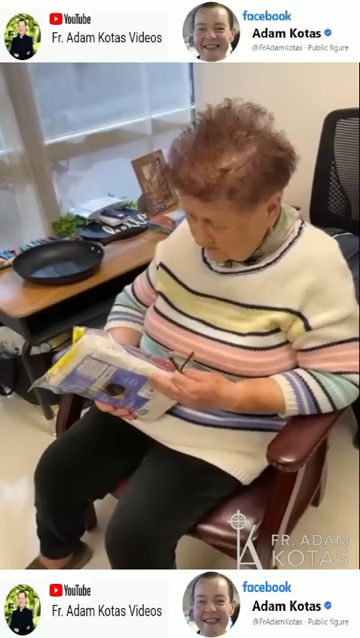 YouTube
Fr. Adam Kotas Videos
facebook
Adam Kotas
@FrAdamKotas · Public figure
FR. ADAM
KOTAS
YouTube
Fr. Adam Kotas Videos
facebook
Adam Kotas
@FrAdamKotas · Public figure